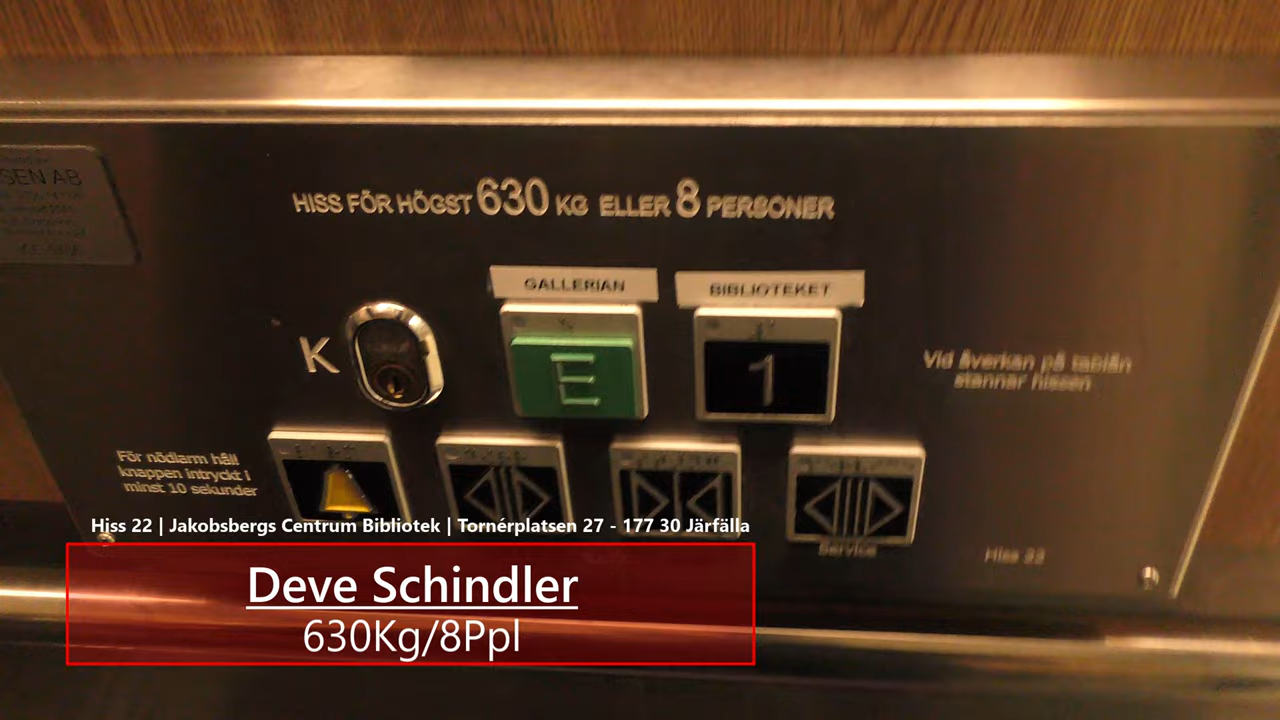 SEN AB
HISS FÖR HÖGST 630 KG ELLER 8 PERSONER
GALLERIAN
BIBLIOTEKET
K
E
1
Vid åverkan på tablån
stannar hissen
För nödlarm håll
knappen intryckt i
minst 10 sekunder
Service
Hiss 22
Hiss 22 | Jakobsbergs Centrum Bibliotek | Tornérplatsen 27 - 177 30 Järfälla
Deve Schindler
630Kg/8Ppl